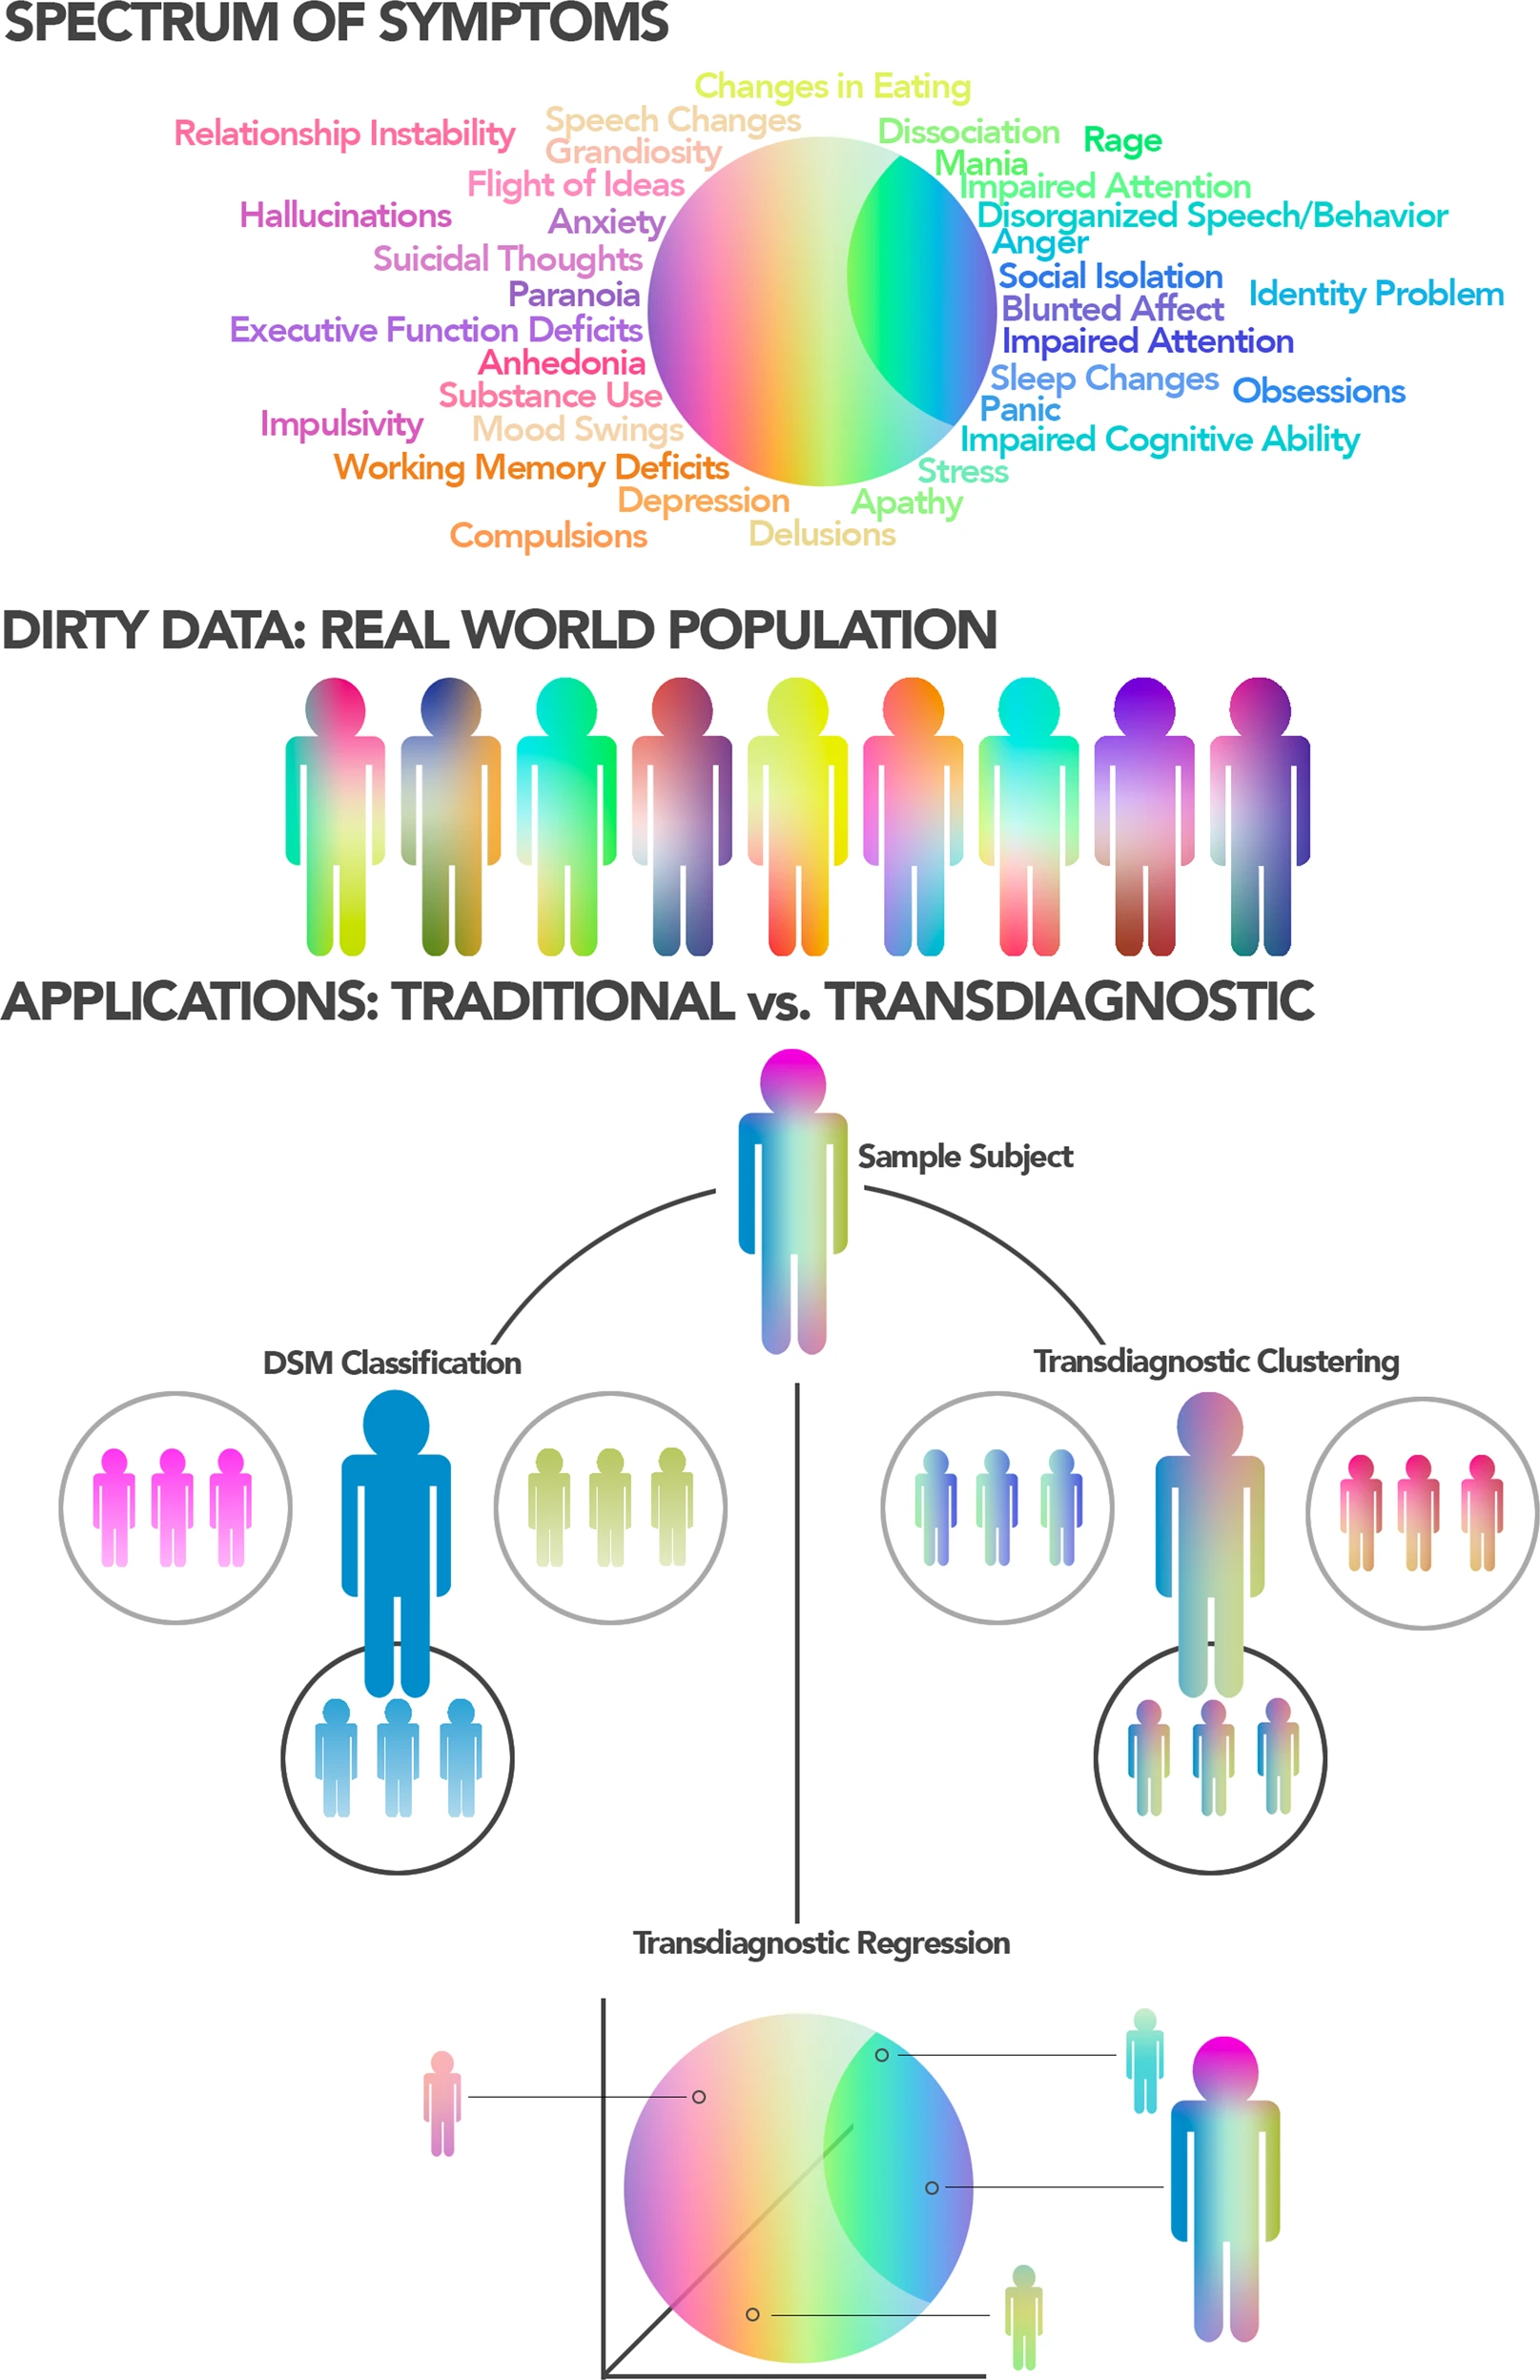 SPECTRUM OF SYMPTOMS
Changes in Eating
Speech Changes
Dissociation
Relationship Instability
Rage
Grandiosity
Mania
Flight of Ideas
Impaired Attention
Hallucinations
Disorganized Speech/Behavior
Anxiety
Anger
Suicidal Thoughts
Social Isolation
Paranoia
Identity Problem
Blunted Affect
Executive Function Deficits
Impaired Attention
Anhedonia
Sleep Changes
Substance Use
Obsessions
Panic
Impulsivity
Mood Swings
Impaired Cognitive Ability
Working Memory Deficits
Stress
Depression
Apathy
Compulsions
Delusions
DIRTY DATA: REAL WORLD POPULATION
APPLICATIONS: TRADITIONAL vs. TRANSDIAGNOSTIC
Sample Subject
DSM Classification
Transdiagnostic Clustering
Transdiagnostic Regression